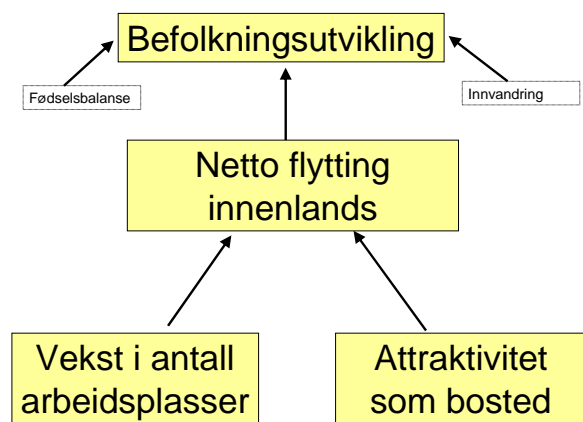 Befolkningsutvikling
Fødselsbalanse
Innvandring
Netto flytting
innenlands
Vekst i antall
arbeidsplasser
Attraktivitet
som bosted